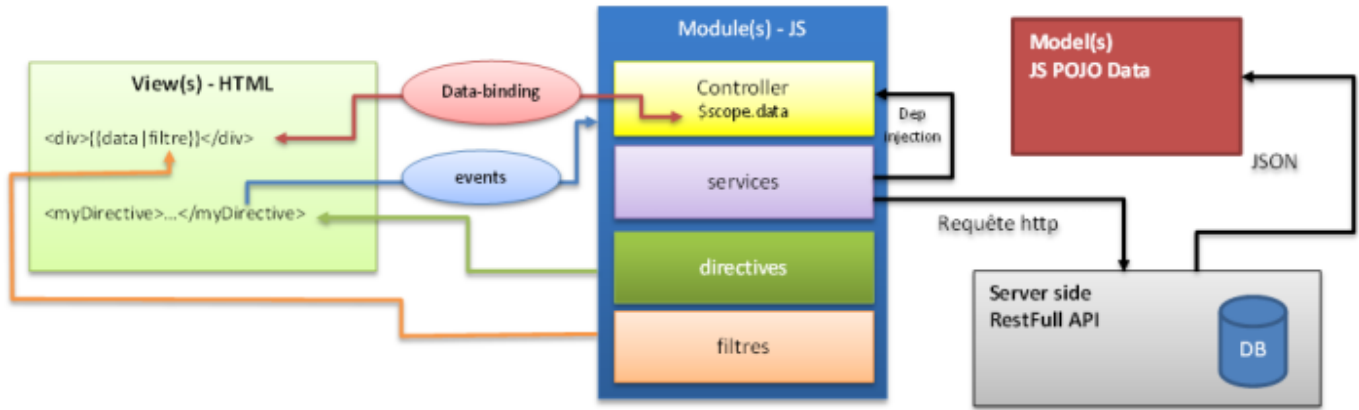 View(s) - HTML
<div>{{data|filtre}}</div>
<myDirective>...</myDirective>
Data-binding
events
Module(s) - JS
Controller
$scope.data
services
directives
filtres
Dep
injection
Requête http
Model(s)
JS POJO Data
JSON
Server side
RestFull API
DB